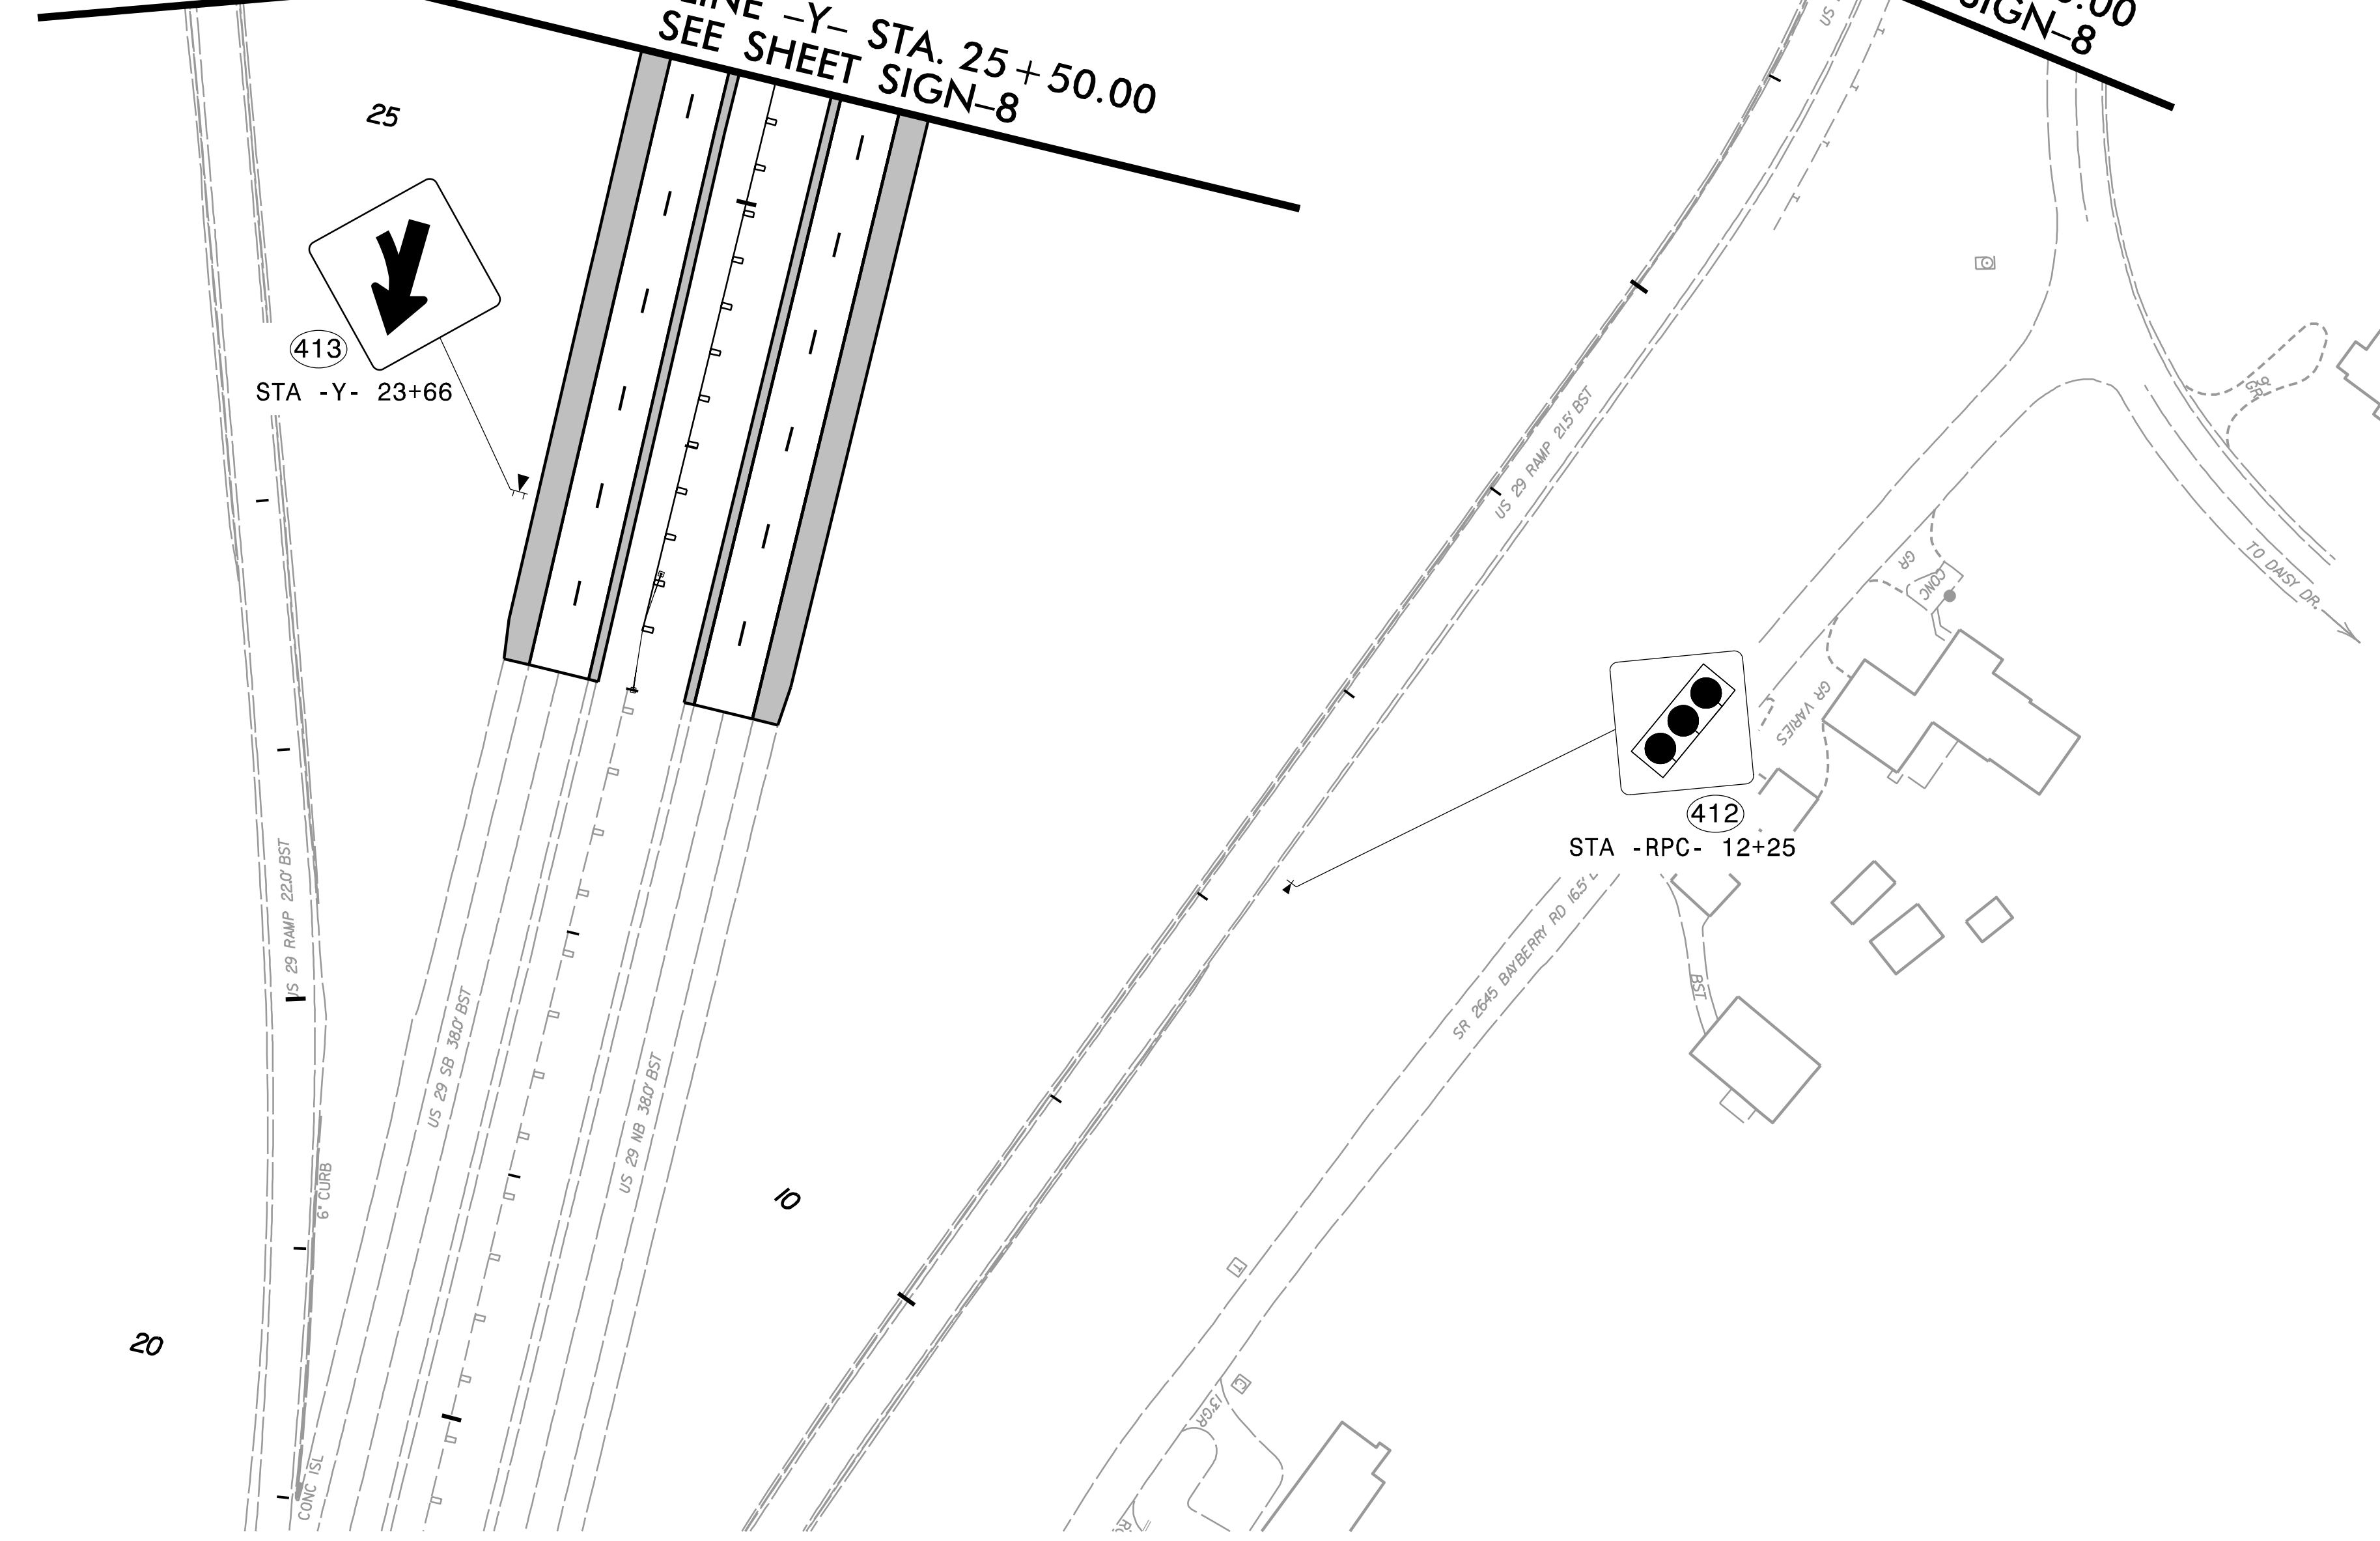 –Y– STA. 25+50.00
SEE SHEET SIGN–8
SIGN–8
25
413
STA -Y- 23+66
US 29 RAMP 21.5' BST
GR
GR
CONC
TO DAISY DR.
GR VARIES
412
STA -RPC- 12+25
US 29 RAMP 22.0' BST
SR 2645 BAYBERRY RD 16.5'
BST
US 29 SB 38.0' BST
US 29 NB 38.0' BST
6" CURB
10
20
13'GR
CONC ISL